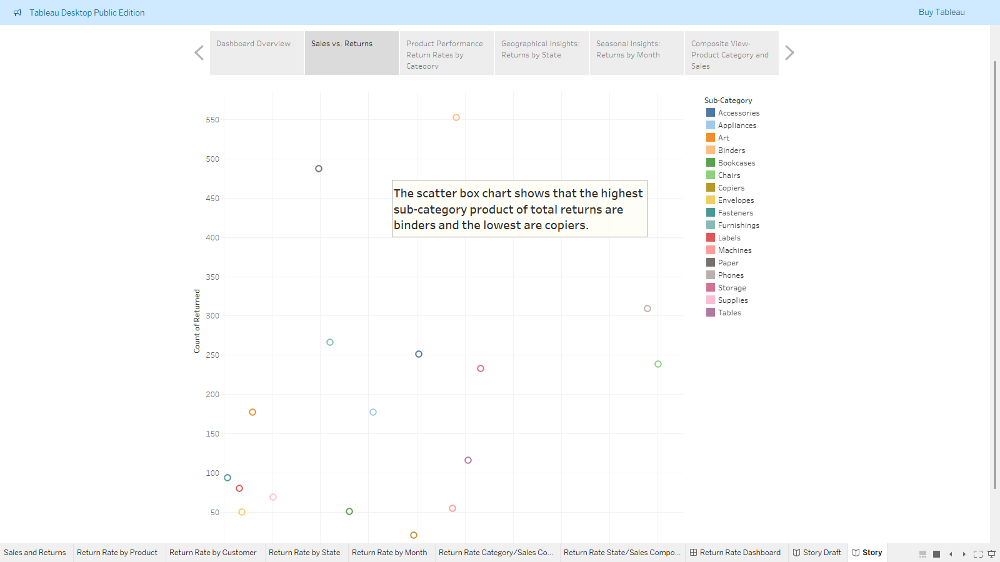 Tableau Desktop Public Edition
Buy Tableau
Dashboard Overview
Sales vs. Returns
Product Performance
Return Rates by
Category
Geographical Insights:
Returns by State
Seasonal Insights:
Returns by Month
Composite View-
Product Category and
Sales
550
500
450
400
350
300
250
200
150
100
50
Count of Returned
The scatter box chart shows that the highest
sub-category product of total returns are
binders and the lowest are copiers.
Sub-Category
Accessories
Appliances
Art
Binders
Bookcases
Chairs
Copiers
Envelopes
Fasteners
Furnishings
Labels
Machines
Paper
Phones
Storage
Supplies
Tables
Sales and Returns
Return Rate by Product
Return Rate by Customer
Return Rate by State
Return Rate by Month
Return Rate Category/Sales Co...
Return Rate State/Sales Compo...
Return Rate Dashboard
Story Draft
Story